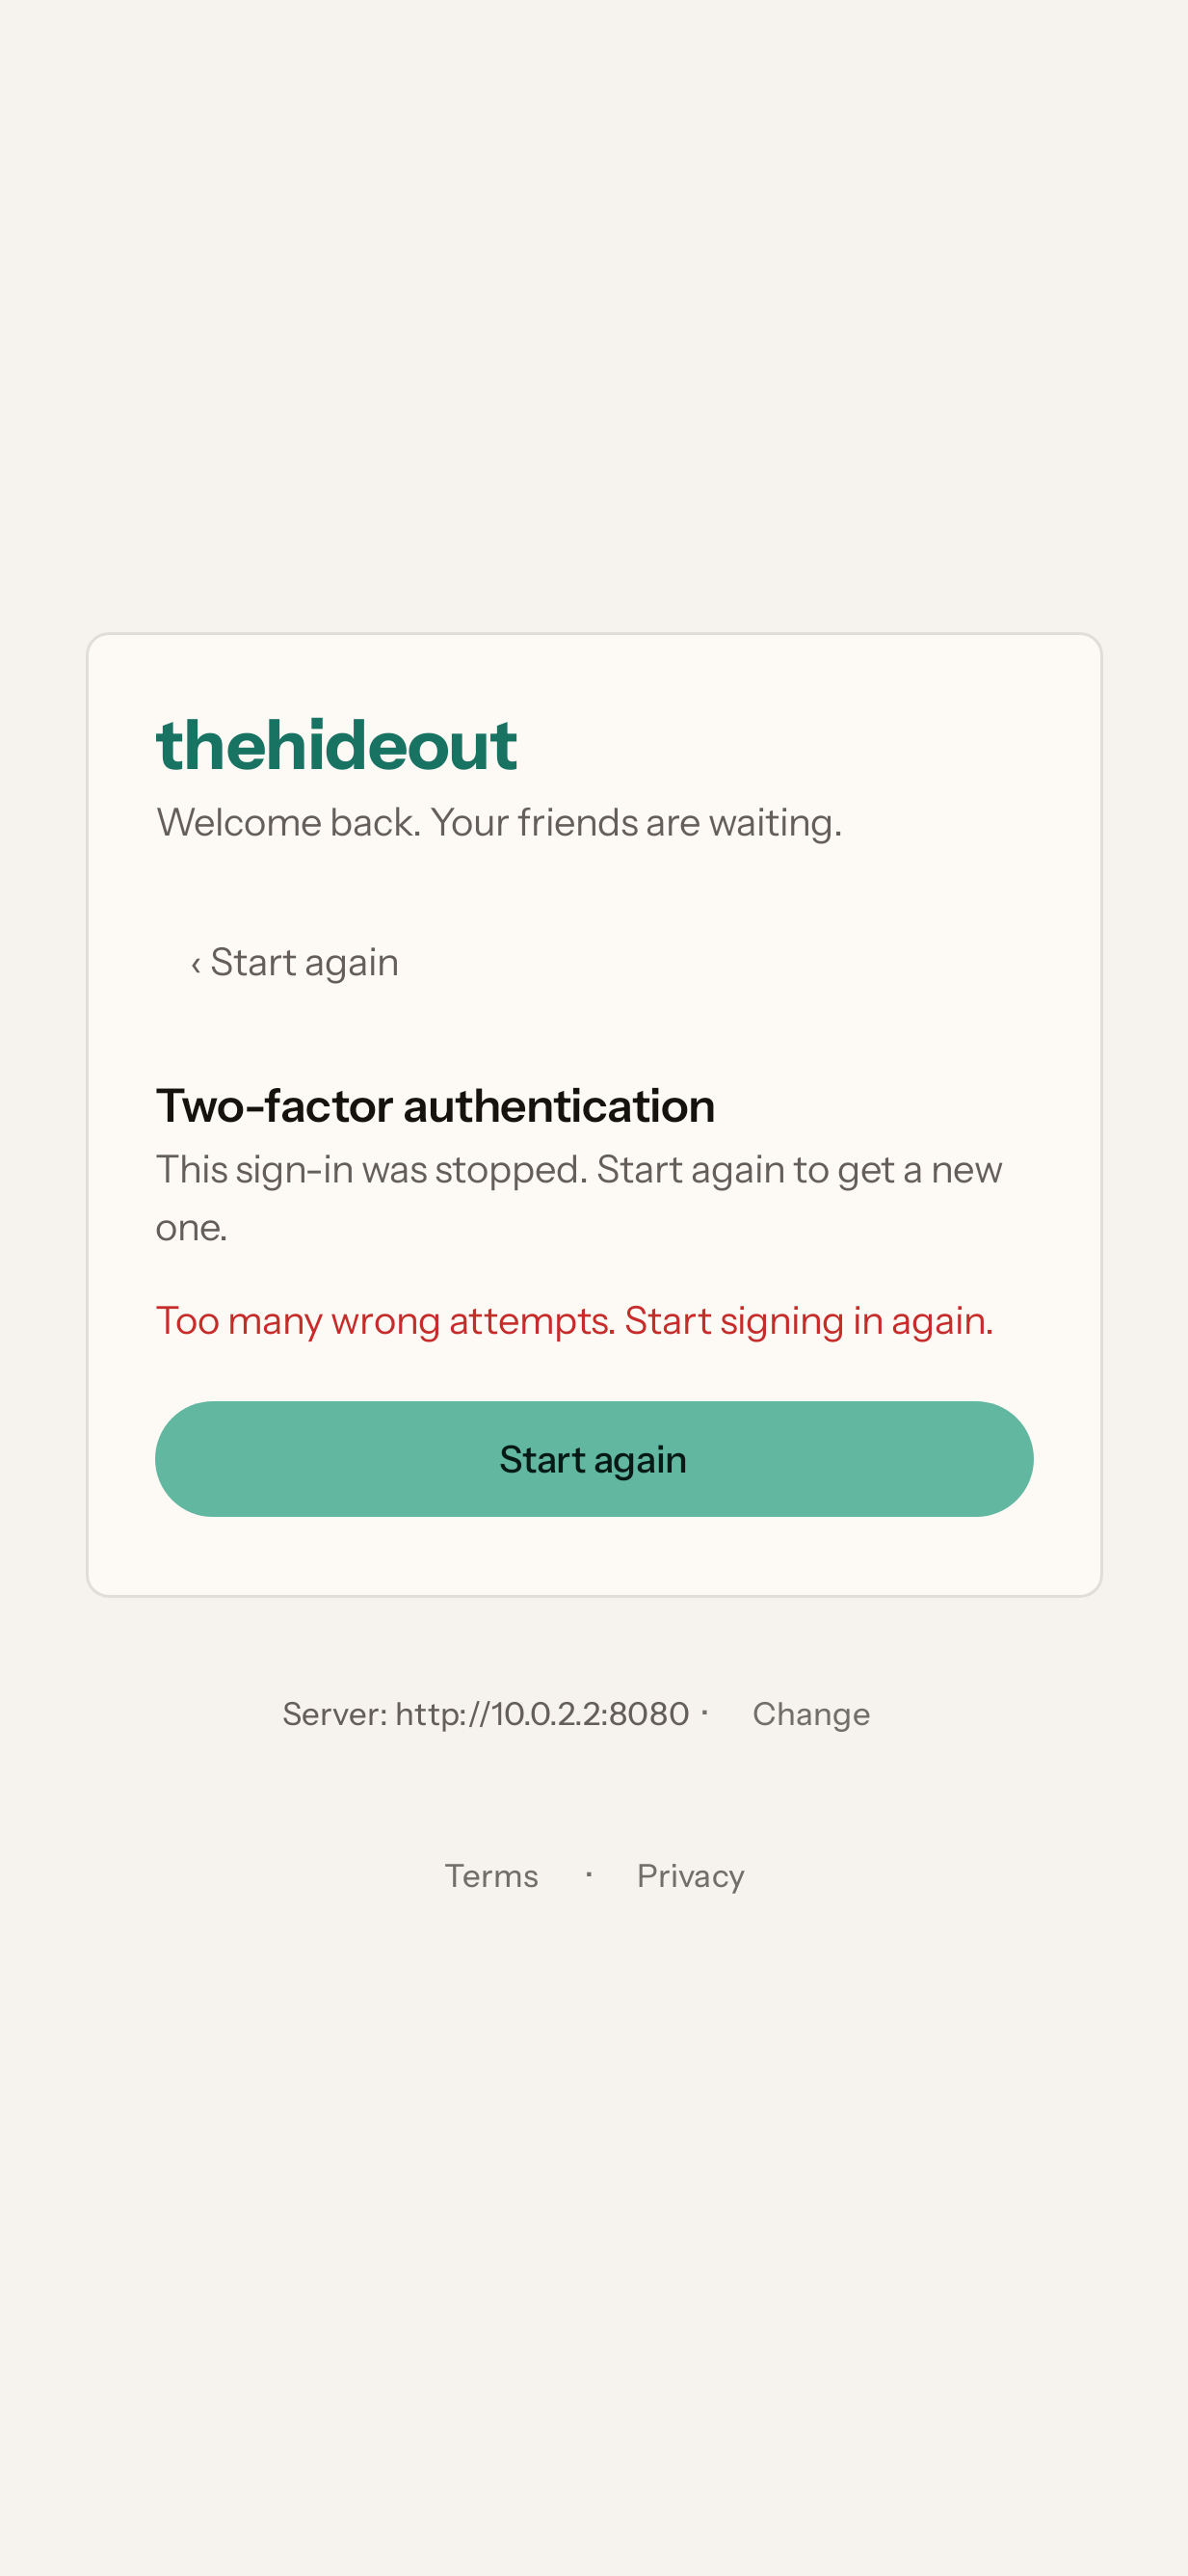 thehideout
Welcome back. Your friends are waiting.
‹ Start again
Two-factor authentication
This sign-in was stopped. Start again to get a new
one.
Too many wrong attempts. Start signing in again.
Start again
Server: http://10.0.2.2:8080 · Change
Terms · Privacy